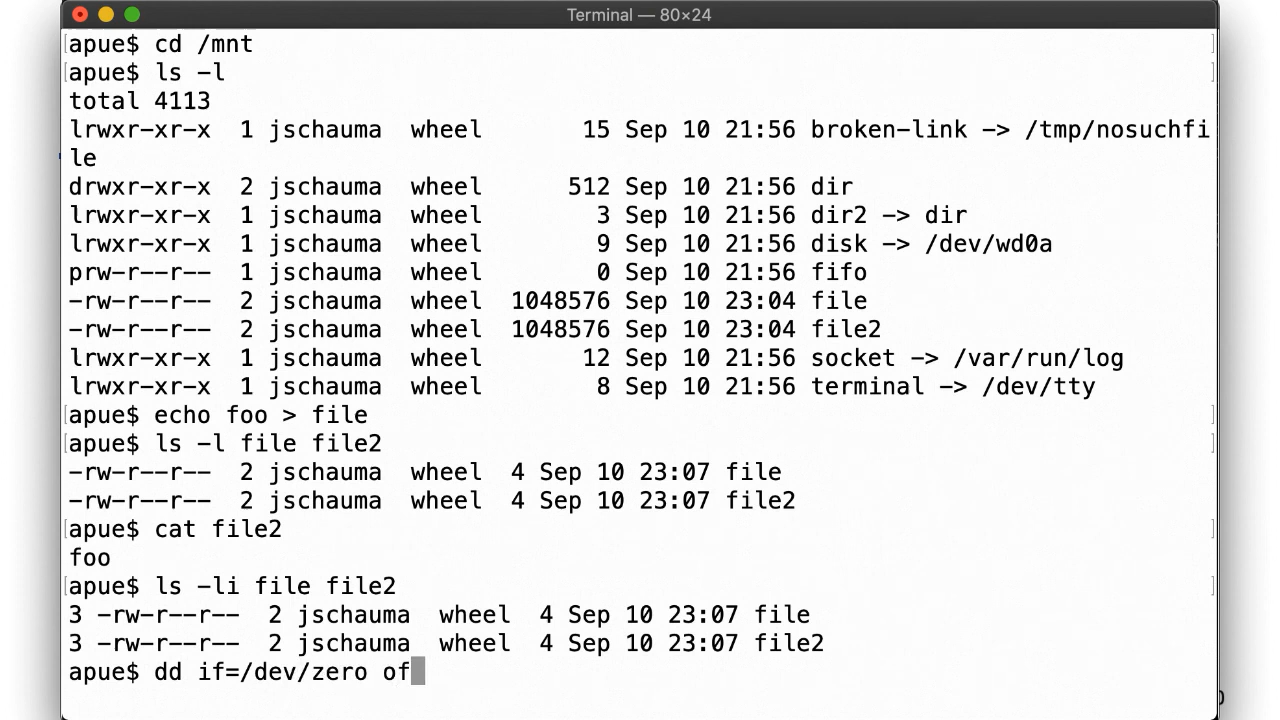 Terminal — 80×24
apue$ cd /mnt
apue$ ls -l
total 4113
lrwxr-xr-x  1 jschauma  wheel       15 Sep 10 21:56 broken-link -> /tmp/nosuchfi
le
drwxr-xr-x  2 jschauma  wheel      512 Sep 10 21:56 dir
lrwxr-xr-x  1 jschauma  wheel        3 Sep 10 21:56 dir2 -> dir
lrwxr-xr-x  1 jschauma  wheel        9 Sep 10 21:56 disk -> /dev/wd0a
prw-r--r--  1 jschauma  wheel        0 Sep 10 21:56 fifo
-rw-r--r--  2 jschauma  wheel  1048576 Sep 10 23:04 file
-rw-r--r--  2 jschauma  wheel  1048576 Sep 10 23:04 file2
lrwxr-xr-x  1 jschauma  wheel       12 Sep 10 21:56 socket -> /var/run/log
lrwxr-xr-x  1 jschauma  wheel        8 Sep 10 21:56 terminal -> /dev/tty
apue$ echo foo > file
apue$ ls -l file file2
-rw-r--r--  2 jschauma  wheel  4 Sep 10 23:07 file
-rw-r--r--  2 jschauma  wheel  4 Sep 10 23:07 file2
apue$ cat file2
foo
apue$ ls -li file file2
3 -rw-r--r--  2 jschauma  wheel  4 Sep 10 23:07 file
3 -rw-r--r--  2 jschauma  wheel  4 Sep 10 23:07 file2
apue$ dd if=/dev/zero of